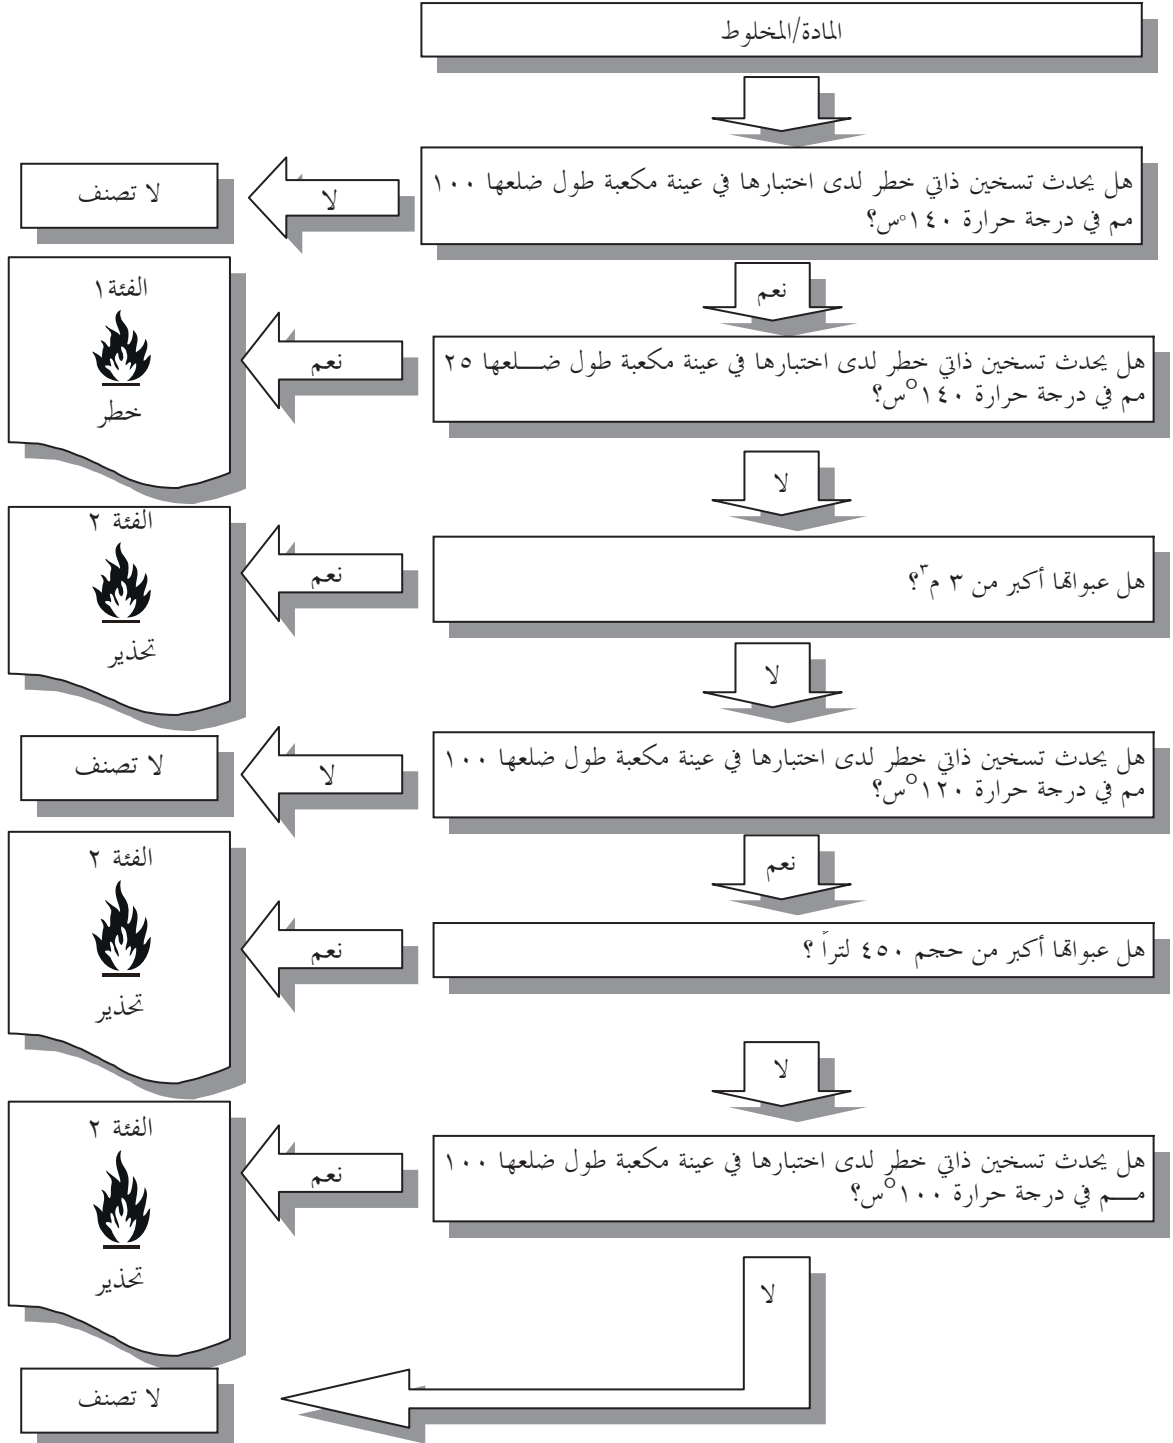 المادة/المخلوط
هل يحدث تسخين ذاتي خطر لدى اختبارها في عينة مكعبة طول ضلعها ١٠٠
مم في درجة حرارة ١٤٠°س؟
لا
لا تصنف
نعم
هل يحدث تسخين ذاتي خطر لدى اختبارها في عينة مكعبة طول ضـــلعها ٢٥
مم في درجة حرارة ١٤٠°س؟
نعم
الفئة١
خطر
لا
هل عبواتها أكبر من ٣ م٣؟
نعم
الفئة ٢
تحذير
لا
هل يحدث تسخين ذاتي خطر لدى اختبارها في عينة مكعبة طول ضلعها ١٠٠
مم في درجة حرارة ١٢٠°س؟
لا
لا تصنف
نعم
هل عبواتها أكبر من حجم ٤٥٠ لتراً ؟
نعم
الفئة ٢
تحذير
لا
هل يحدث تسخين ذاتي خطر لدى اختبارها في عينة مكعبة طول ضلعها ١٠٠
مـــم في درجة حرارة ١٠٠°س؟
نعم
الفئة ٢
تحذير
لا
لا تصنف